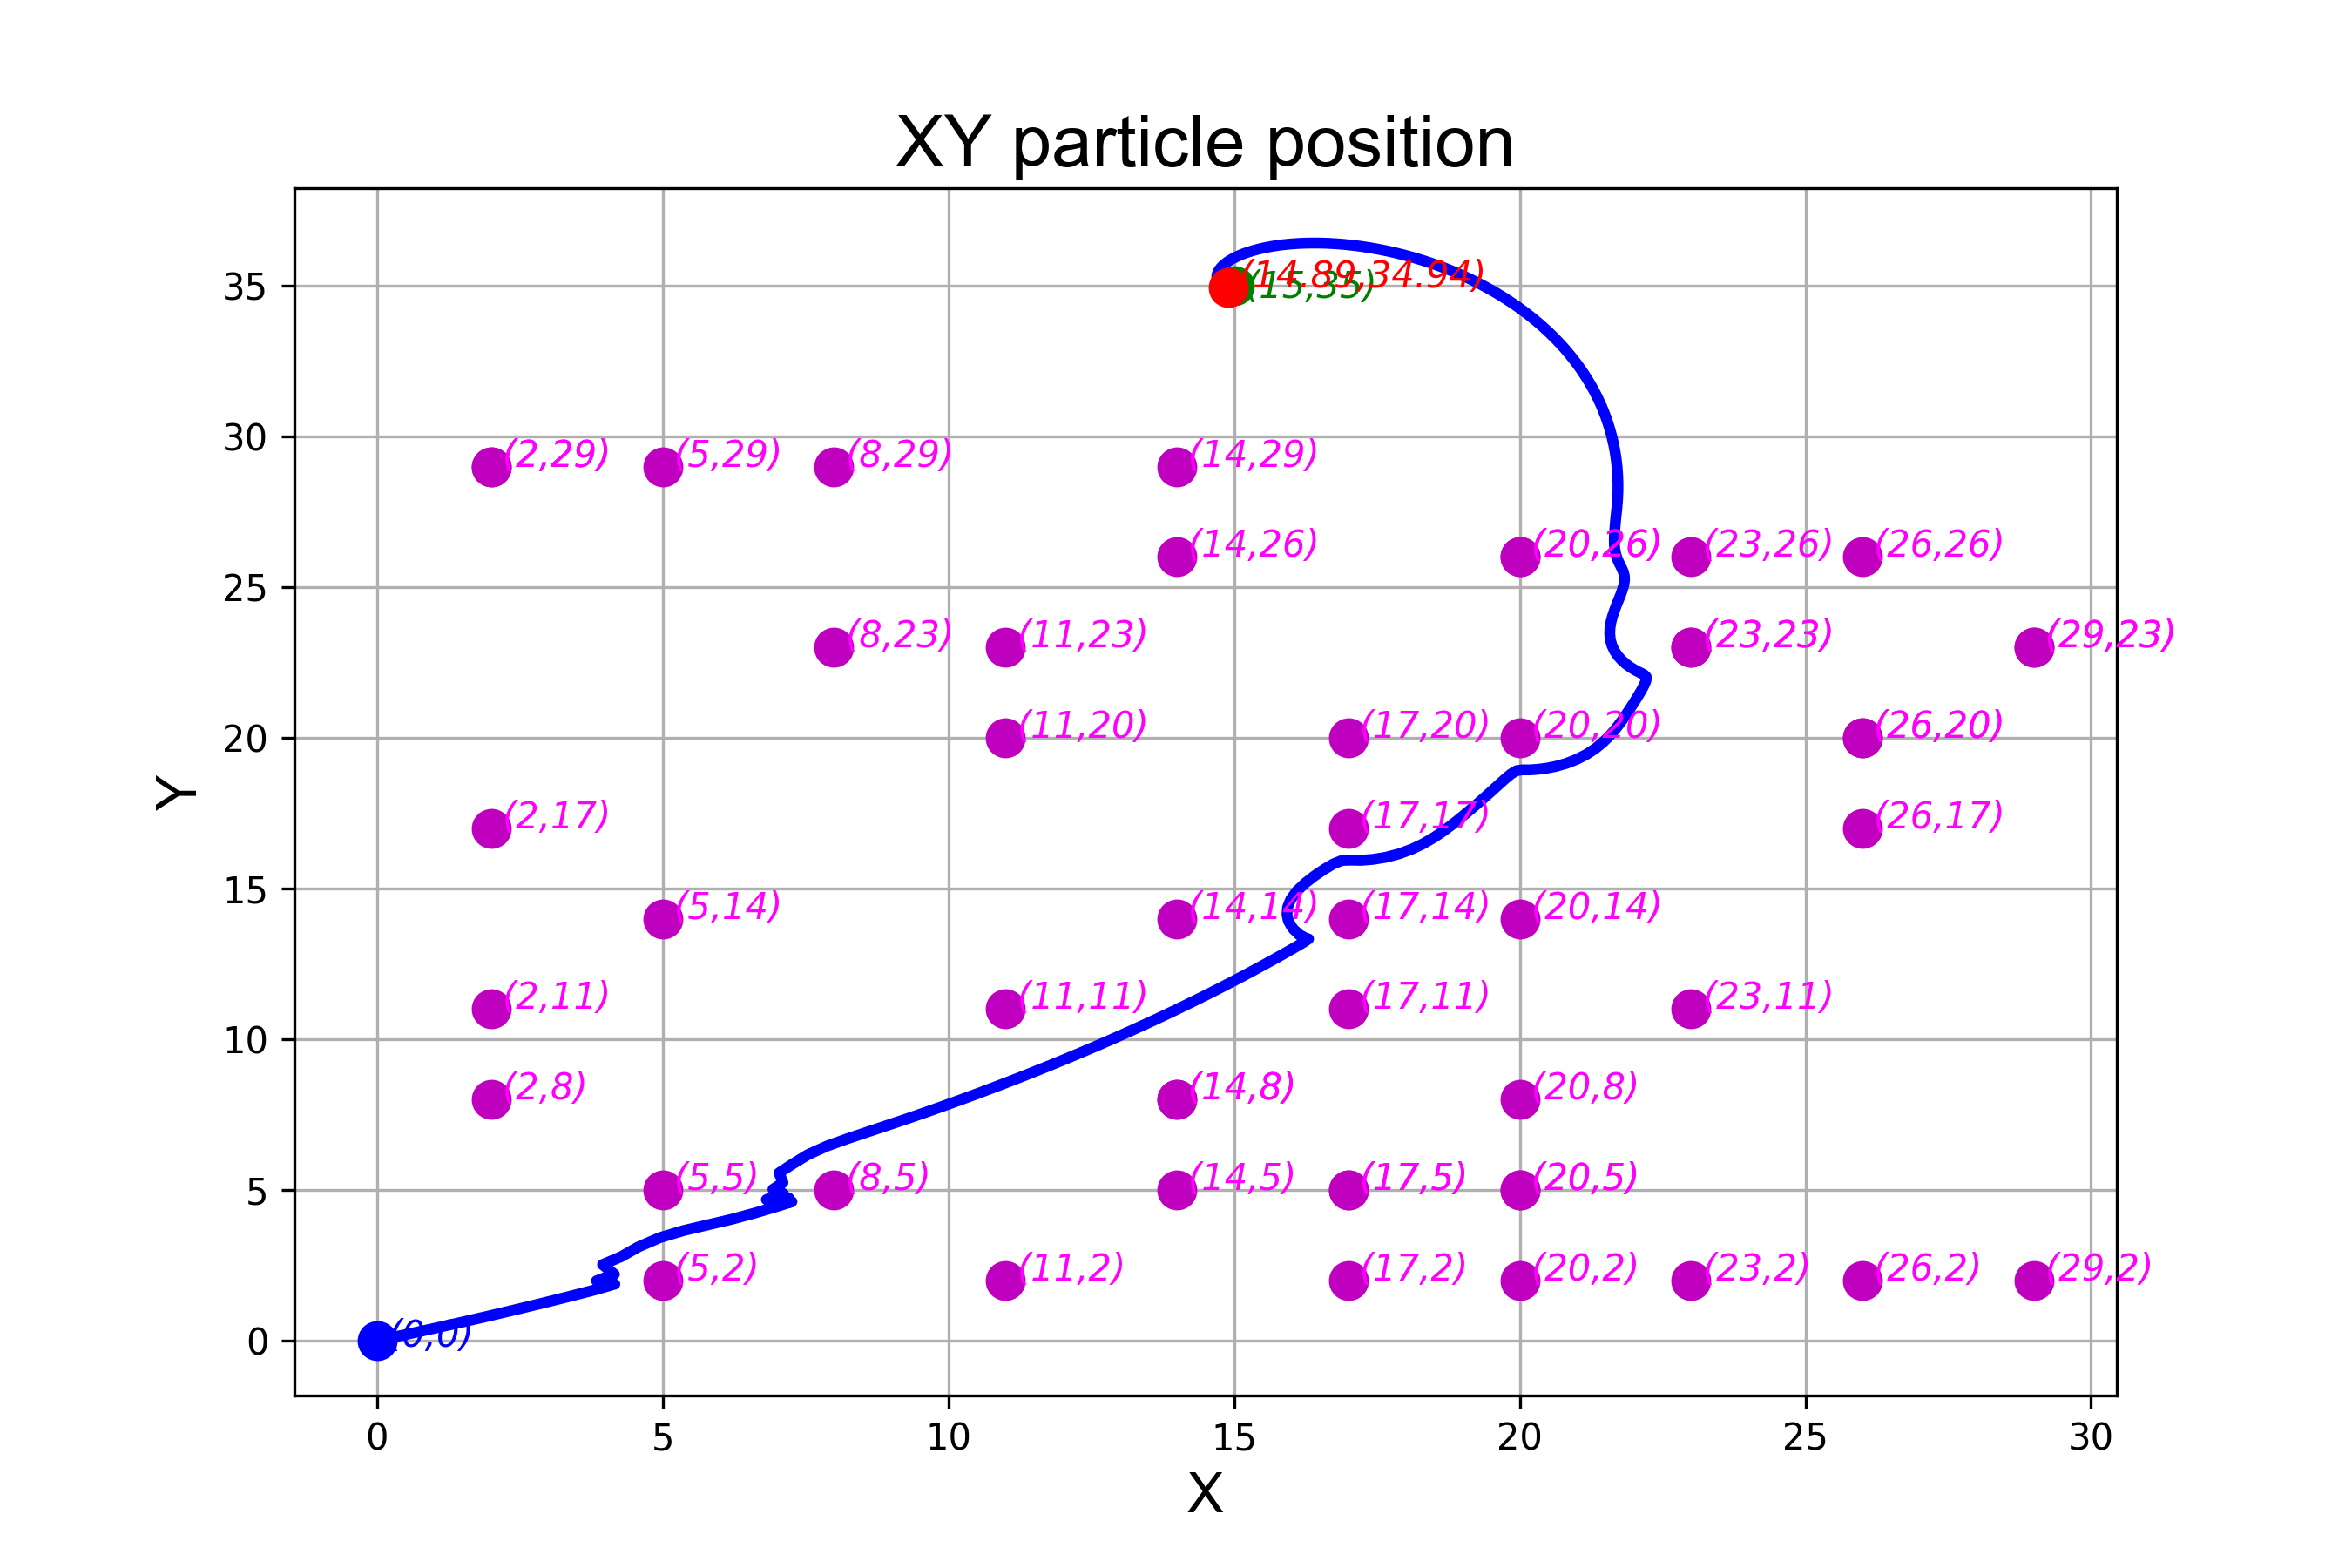 XY particle position
35
(14.89,34.94)
(15,35)
30
(2,29) (5,29) (8,29) (14,29)
(14,26) (20,26) (23,26) (26,26)
25
(8,23) (11,23) (23,23) (29,23)
20
(11,20) (17,20) (20,20) (26,20)
(2,17) (17,17) (26,17)
15
(5,14) (14,14) (17,14) (20,14)
(2,11) (11,11) (17,11) (23,11)
10
(2,8) (14,8) (20,8)
5
(5,5) (8,5) (14,5) (17,5) (20,5)
(5,2) (11,2) (17,2) (20,2) (23,2) (26,2) (29,2)
0
(0,0)
Y
0 5 10 15 20 25 30
X